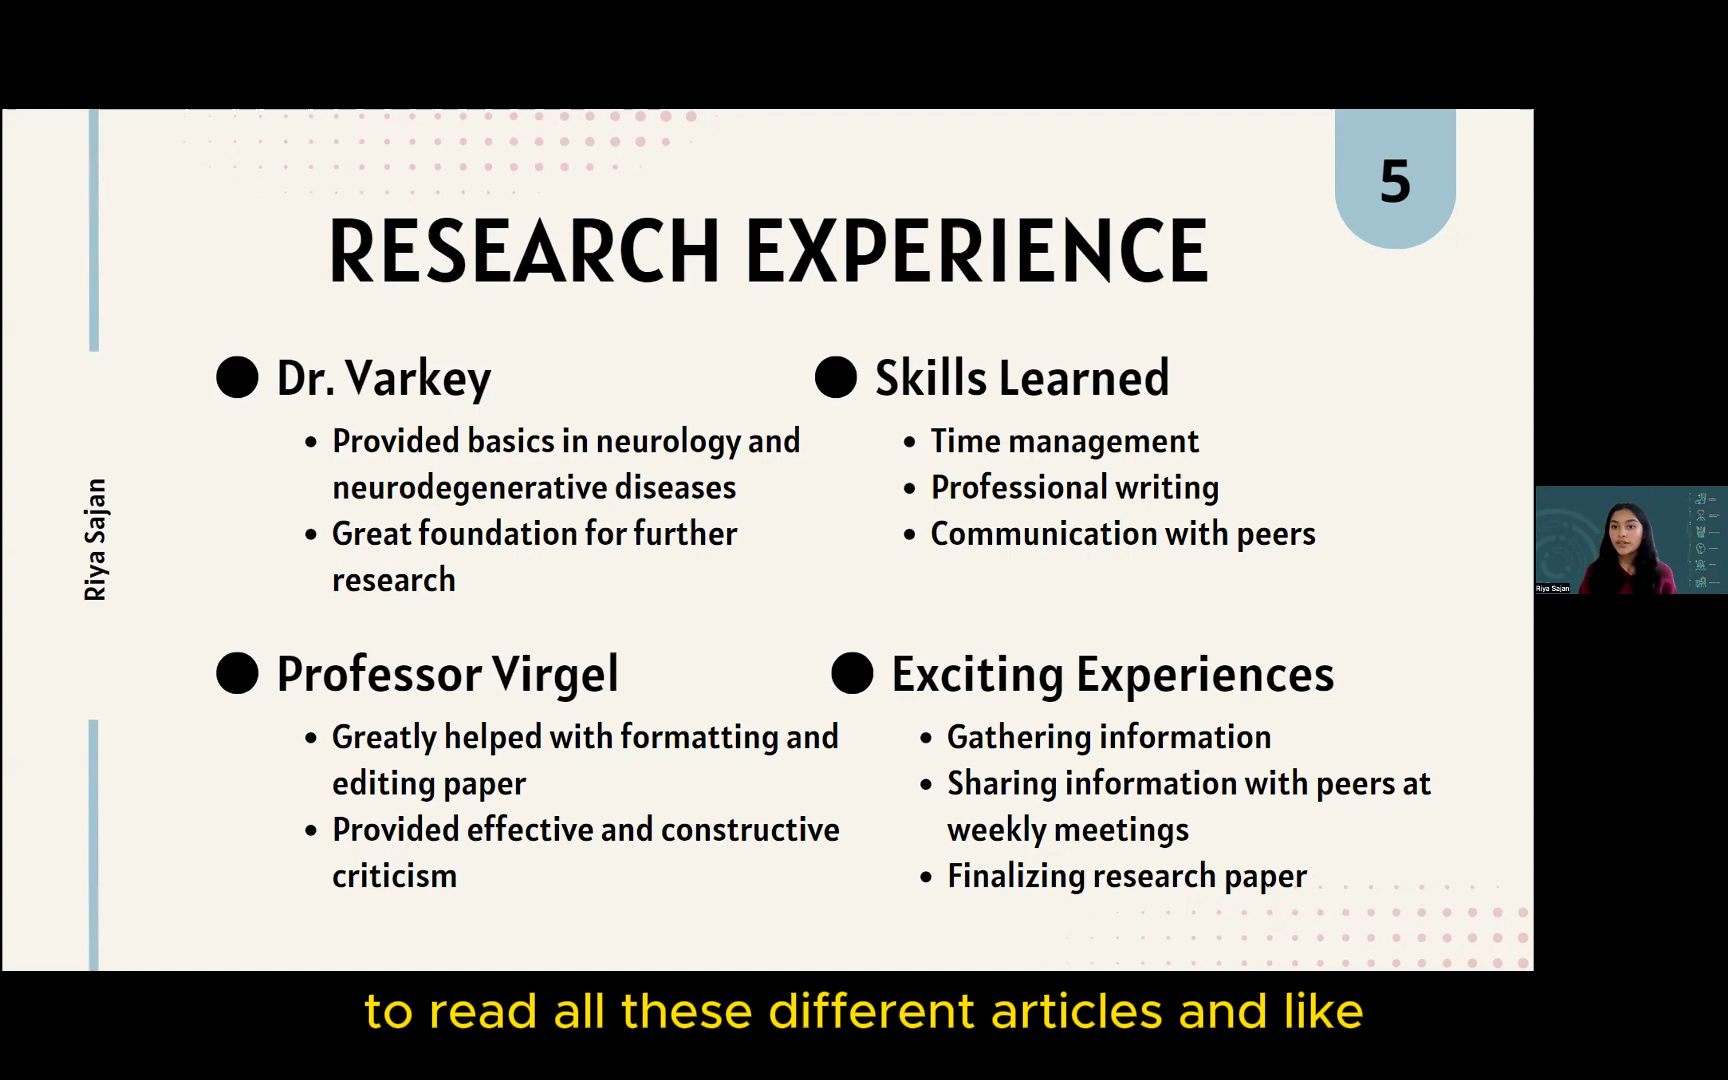 5
RESEARCH EXPERIENCE
Riya Sajan
Dr. Varkey
• Provided basics in neurology and
neurodegenerative diseases
• Great foundation for further
research
Skills Learned
• Time management
• Professional writing
• Communication with peers
Professor Virgel
• Greatly helped with formatting and
editing paper
• Provided effective and constructive
criticism
Exciting Experiences
• Gathering information
• Sharing information with peers at
weekly meetings
• Finalizing research paper
Riya Sajan
to read all these different articles and like